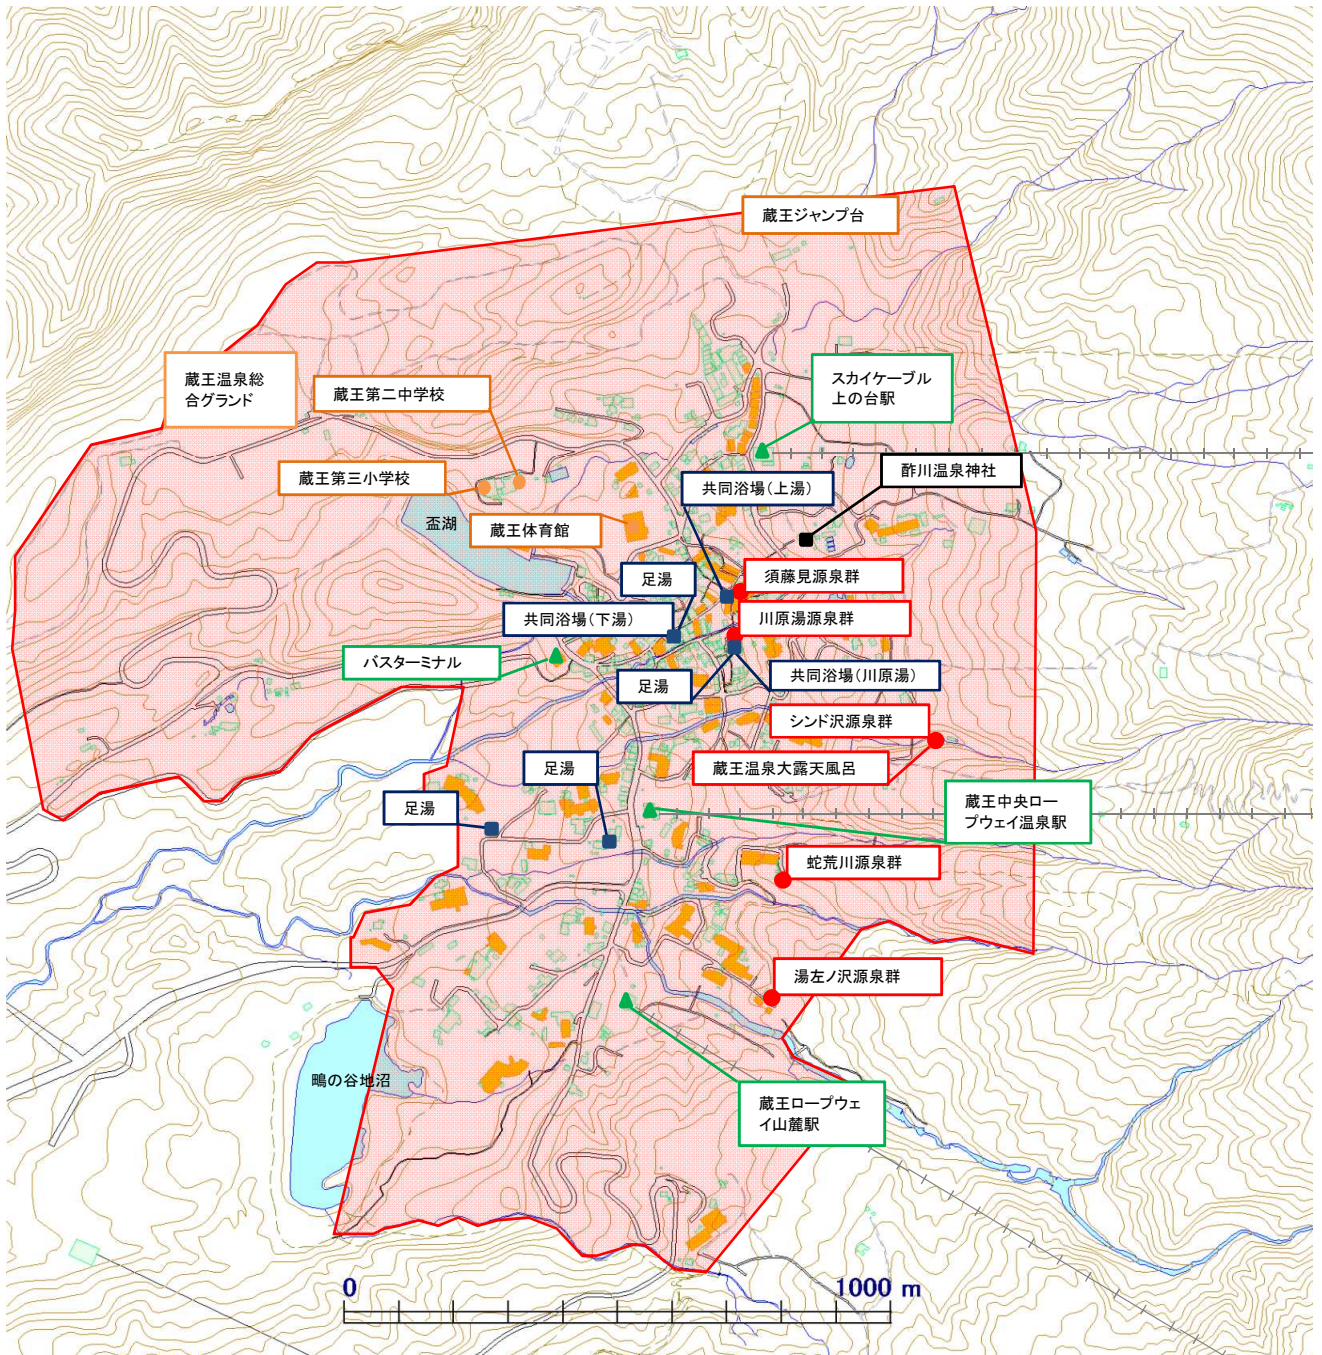 蔵王ジャンプ台
蔵王温泉総
合グランド
蔵王第二中学校
スカイケーブル
上の台駅
蔵王第三小学校
共同浴場(上湯)
酢川温泉神社
盃湖
蔵王体育館
足湯
須藤見源泉群
共同浴場(下湯)
川原湯源泉群
バスターミナル
足湯
共同浴場(川原湯)
シンド沢源泉群
足湯
蔵王温泉大露天風呂
足湯
蔵王中央ロー
プウェイ温泉駅
蛇荒川源泉群
湯左ノ沢源泉群
鴫の谷地沼
蔵王ロープウェ
イ山麓駅
0 1000 m